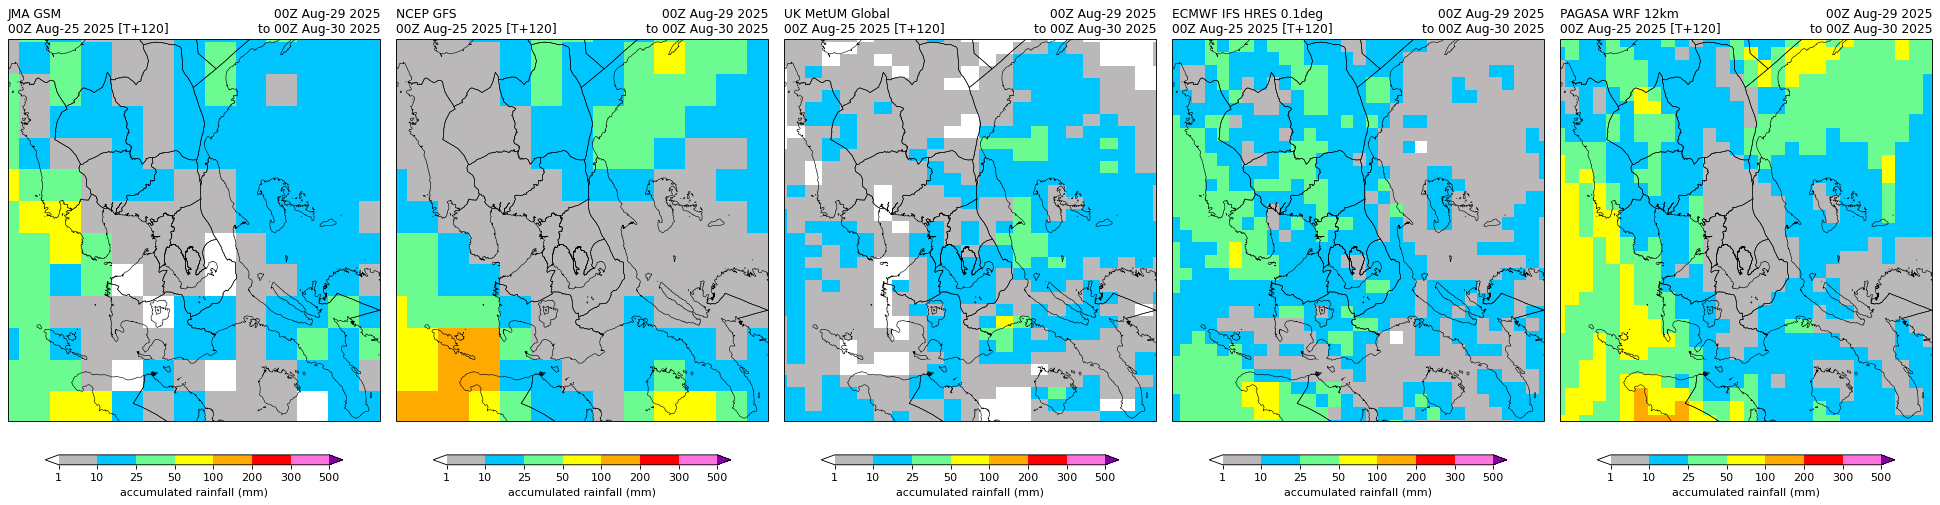 JMA GSM 00Z Aug-29 2025
00Z Aug-25 2025 [T+120] to 00Z Aug-30 2025
1 10 25 50 100 200 300 500
accumulated rainfall (mm)
NCEP GFS 00Z Aug-29 2025
00Z Aug-25 2025 [T+120] to 00Z Aug-30 2025
1 10 25 50 100 200 300 500
accumulated rainfall (mm)
UK MetUM Global 00Z Aug-29 2025
00Z Aug-25 2025 [T+120] to 00Z Aug-30 2025
1 10 25 50 100 200 300 500
accumulated rainfall (mm)
ECMWF IFS HRES 0.1deg 00Z Aug-29 2025
00Z Aug-25 2025 [T+120] to 00Z Aug-30 2025
1 10 25 50 100 200 300 500
accumulated rainfall (mm)
PAGASA WRF 12km 00Z Aug-29 2025
00Z Aug-25 2025 [T+120] to 00Z Aug-30 2025
1 10 25 50 100 200 300 500
accumulated rainfall (mm)